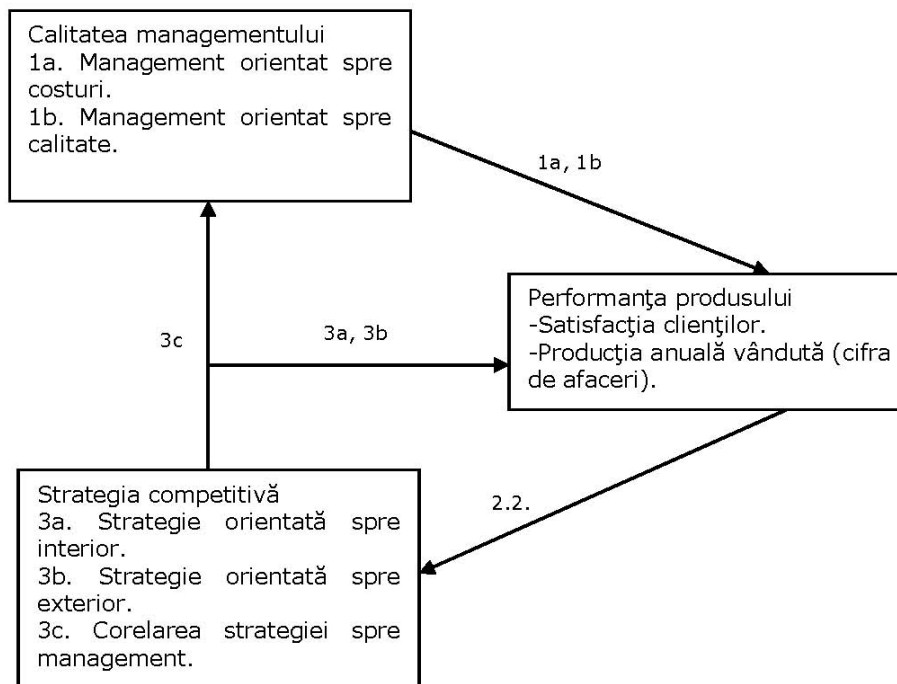 Calitatea managementului
1a. Management orientat spre
costuri.
1b. Management orientat spre
calitate.
1a, 1b
Performanţa produsului
-Satisfacţia clienţilor.
-Producţia anuală vândută (cifra
de afaceri).
3a, 3b
3c
2.2.
Strategia competitivă
3a. Strategie orientată spre
interior.
3b. Strategie orientată spre
exterior.
3c. Corelarea strategiei spre
management.